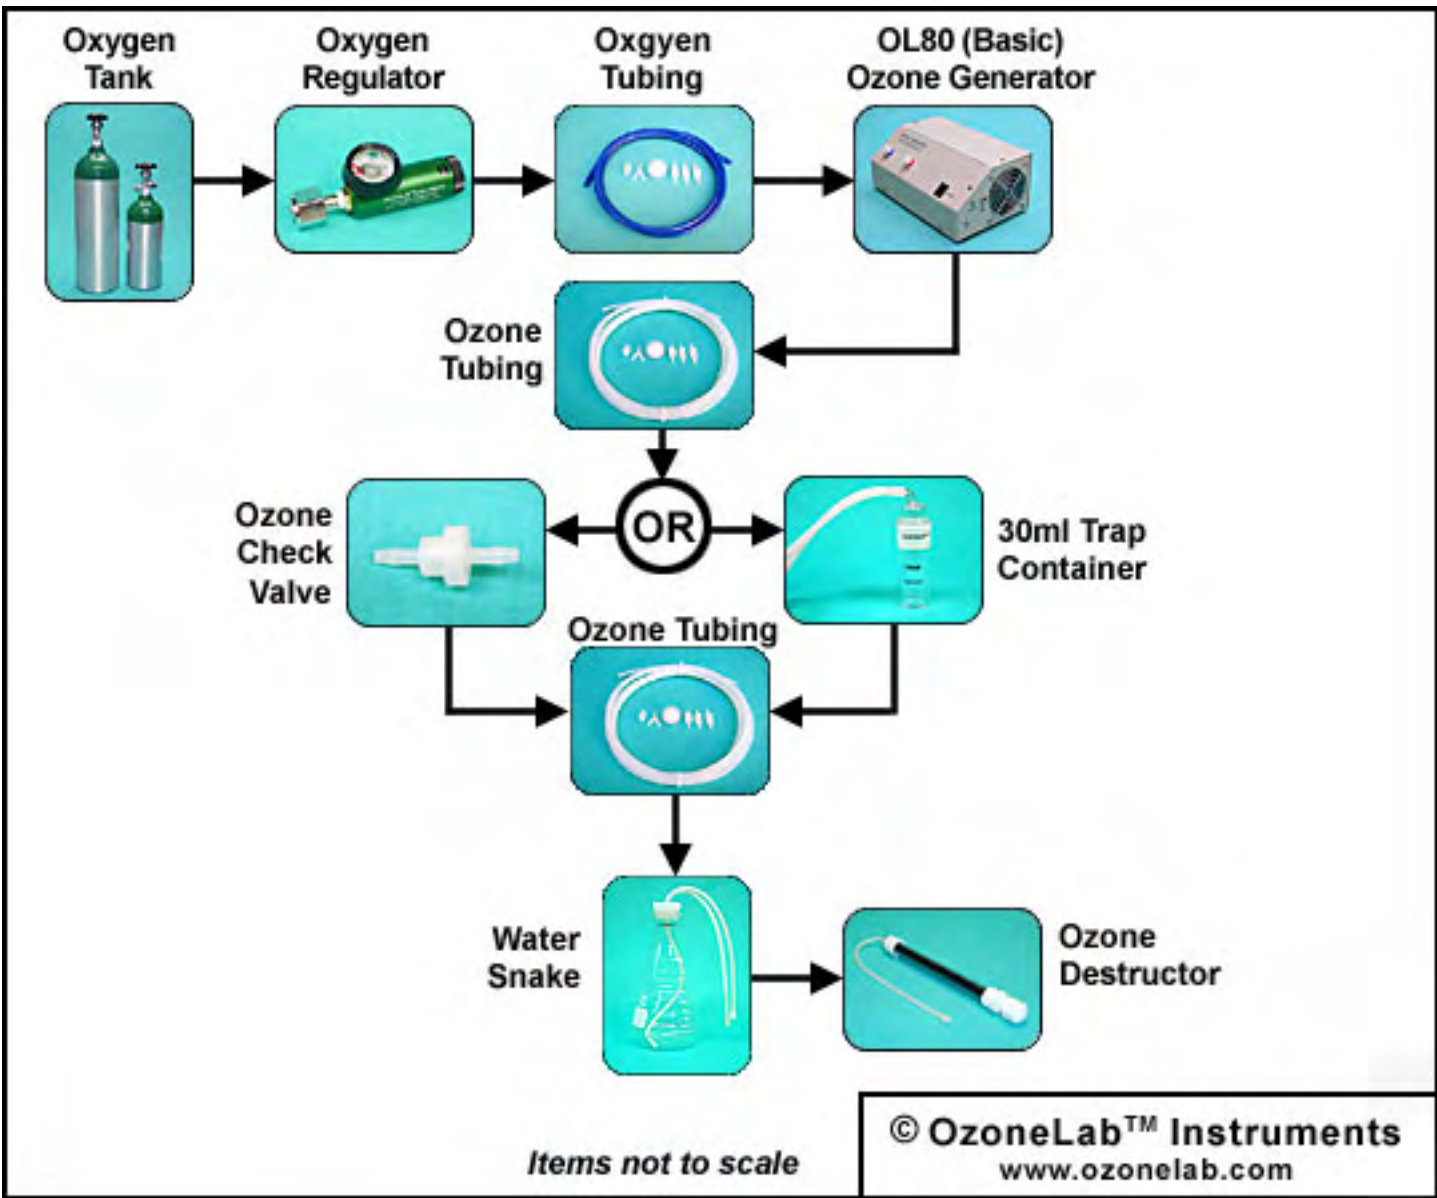 Oxygen
Tank
Oxygen
Regulator
Oxgyen
Tubing
OL80 (Basic)
Ozone Generator
Ozone
Tubing
OR
Ozone
Check
Valve
30ml Trap
Container
Ozone Tubing
Water
Snake
Ozone
Destructor
Items not to scale
© OzoneLab™ Instruments
www.ozonelab.com